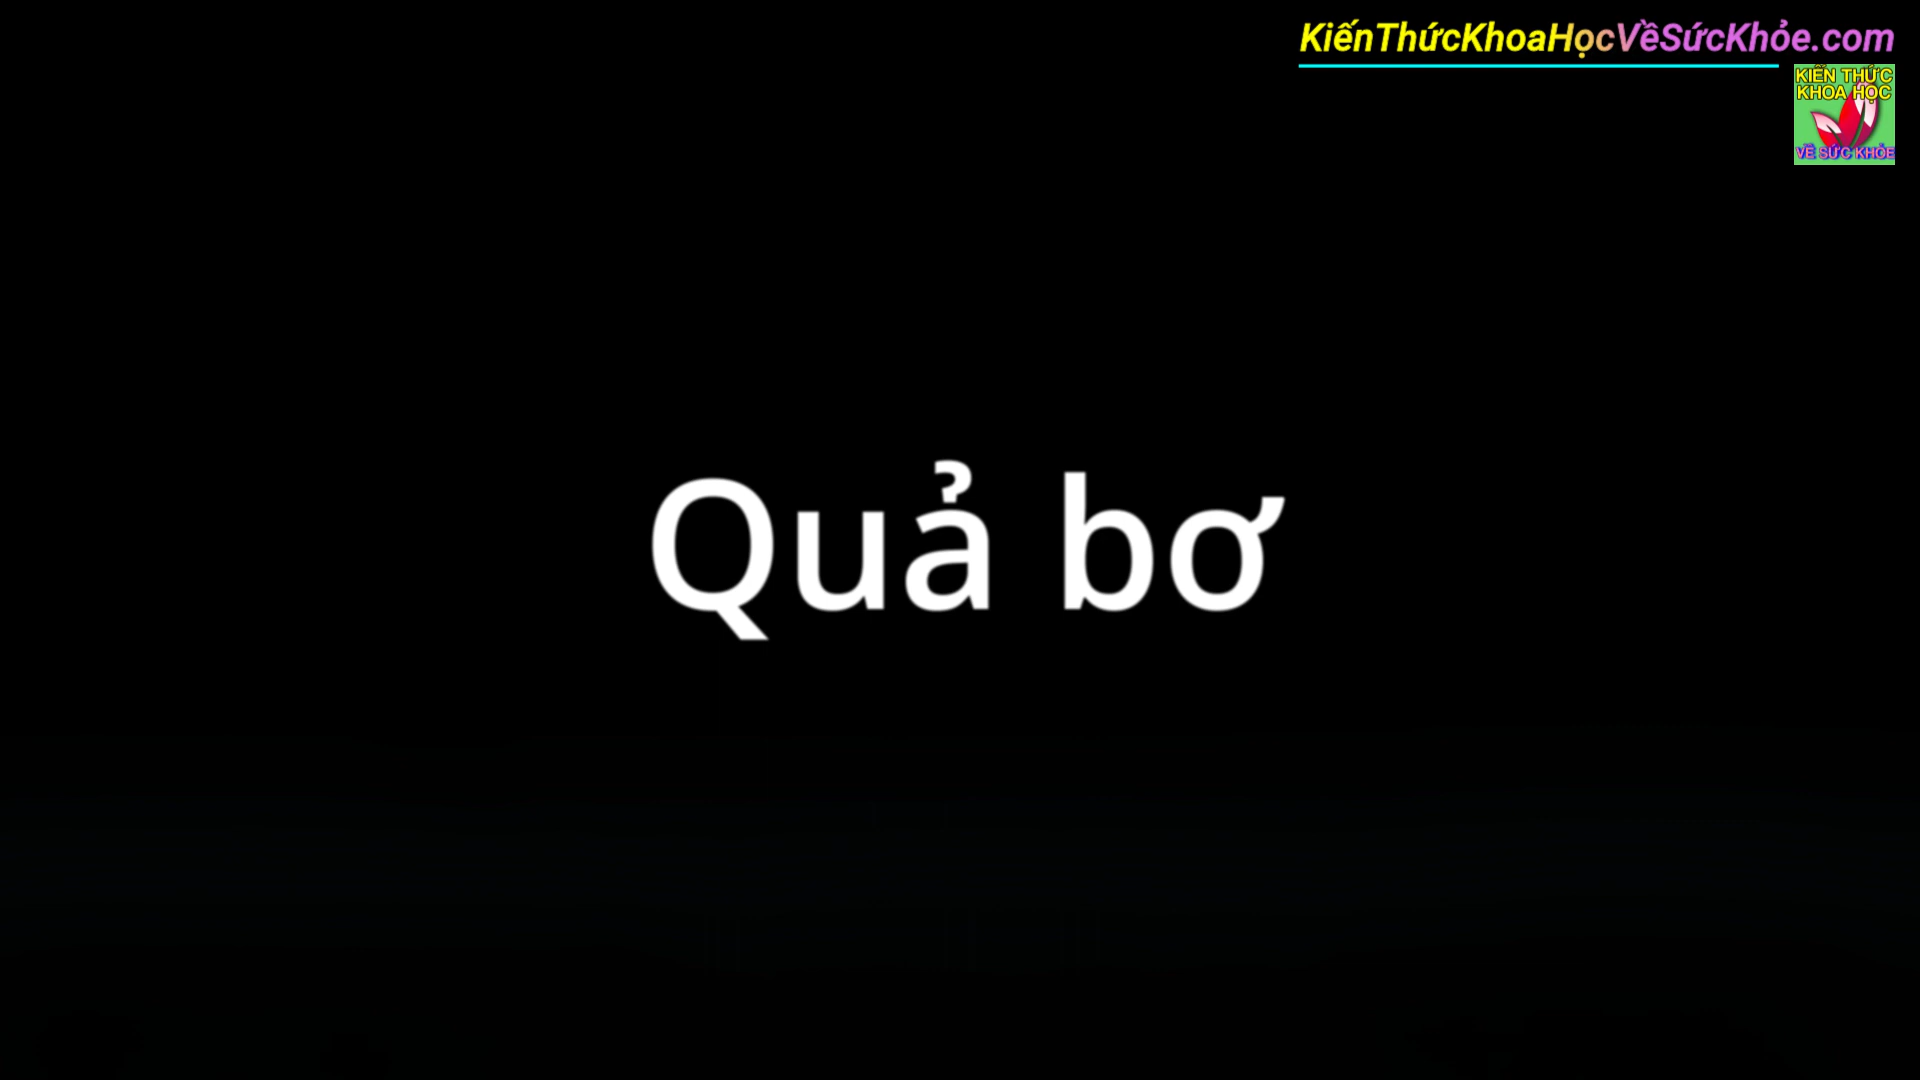 KiếnThứcKhoaHọcVềSứcKhỏe.com
KIẾN THỨC
KHOA HỌC
VỀ SỨC KHỎE
Quả bơ